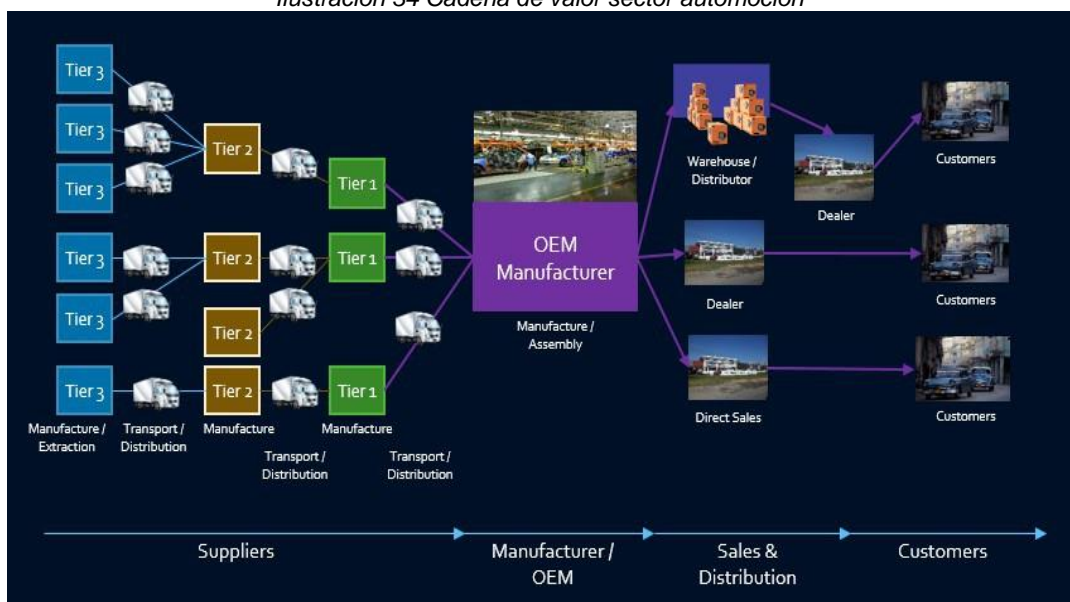 Ilustración 34 Cadena de valor sector automoción
Tier 3
Tier 3
Tier 3
Tier 2
Tier 1
Tier 3
Tier 2
Tier 1
Tier 3
Tier 2
Tier 3
Tier 2
Tier 1
Manufacture /
Extraction
Transport /
Distribution
Manufacture
Transport /
Distribution
Manufacture
Transport /
Distribution
OEM
Manufacturer
Manufacture /
Assembly
Warehouse /
Distributor
Dealer
Customers
Dealer
Customers
Direct Sales
Customers
Suppliers
Manufacturer /
OEM
Sales &
Distribution
Customers